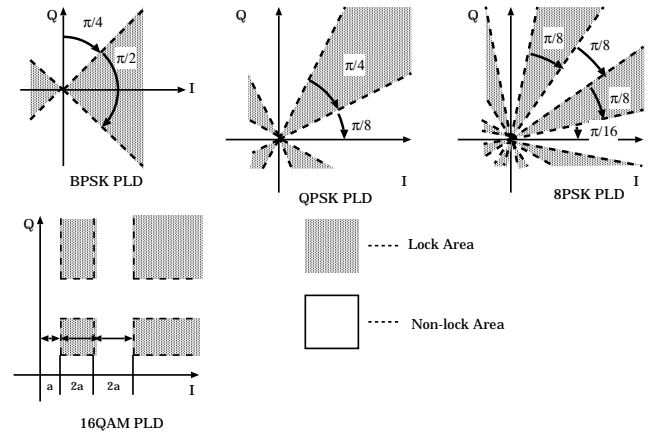 Q
π/4
π/2
I
BPSK PLD
Q
π/4
π/8
I
QPSK PLD
Q
π/8
π/8
π/8
π/16
I
8PSK PLD
Q
a
2a
2a
I
16QAM PLD
Lock Area
Non-lock Area